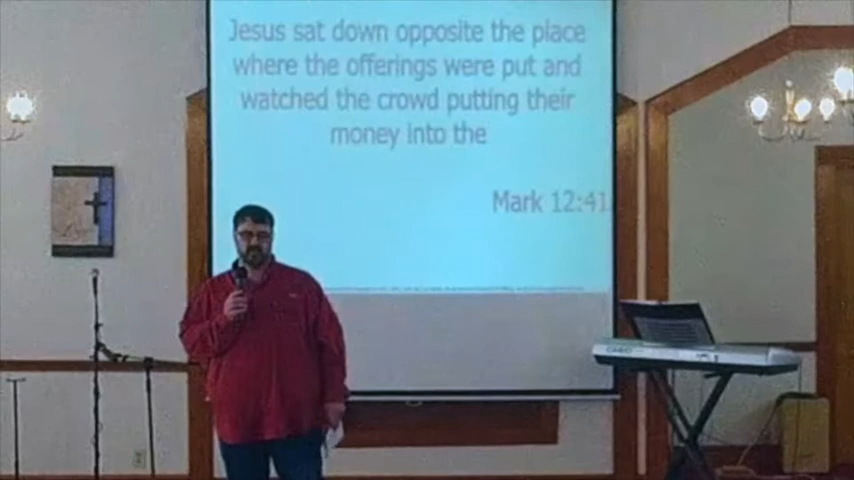 Jesus sat down opposite the place
where the offerings were put and
watched the crowd putting their
money into the
Mark 12:41
CASIO